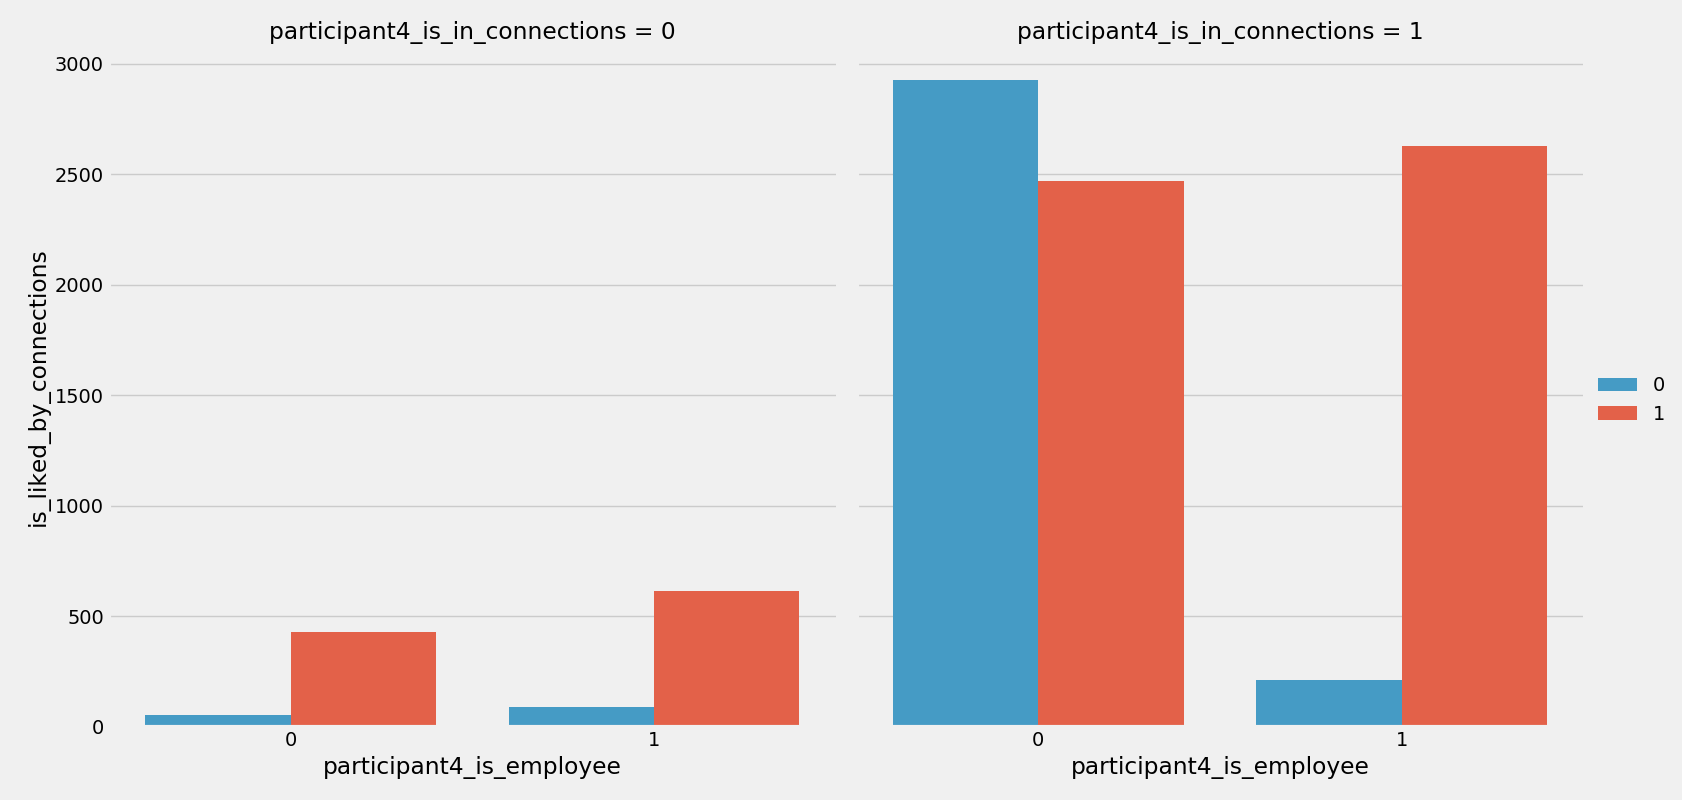 participant4_is_in_connections = 0
participant4_is_in_connections = 1
is_liked_by_connections
3000
2500
2000
1500
1000
500
0
0 1
0 1
participant4_is_employee
participant4_is_employee
0
1